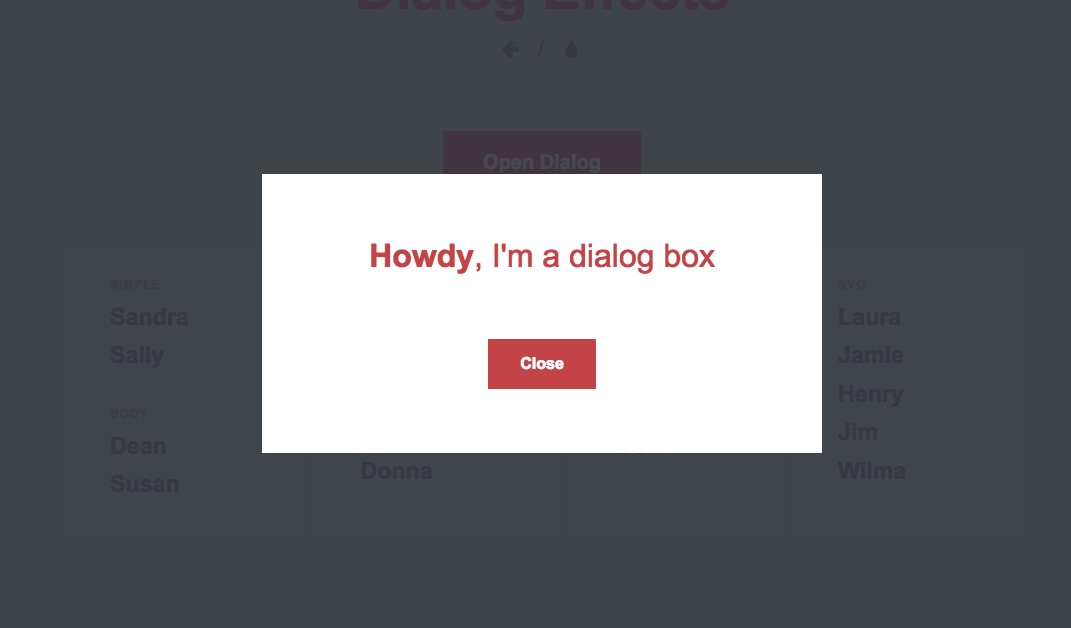 Dialog Effects
/
Open Dialog
Howdy, I'm a dialog box
Close
SIMPLE
Sandra
Sally
BODY
Dean
Susan
Donna
SVG
Laura
Jamie
Henry
Jim
Wilma